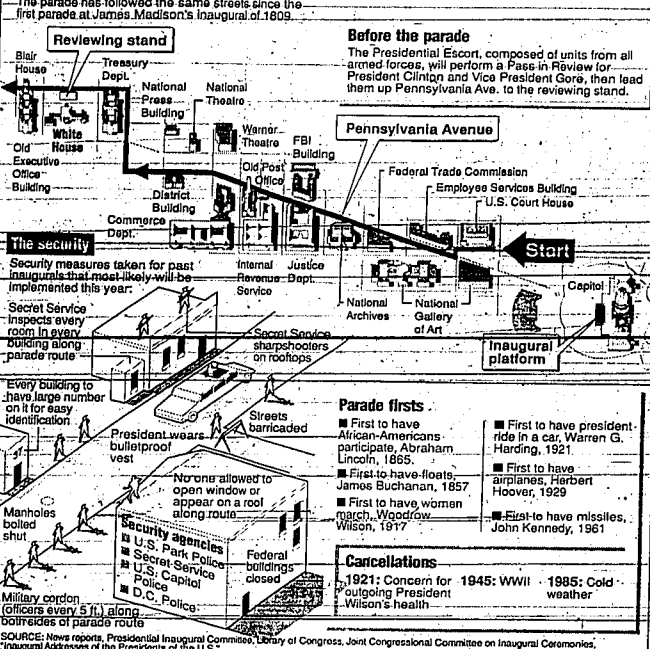 The parade has followed the same streets since the
first parade at James Madison's inaugural of 1809.
Before the parade
The Presidential Escort, composed of units from all
armed forces, will perform a Pass in Review for
President Clinton and Vice President Gore, then lead
them up Pennsylvania Ave. to the reviewing stand.
Reviewing stand
Blair
House
Treasury
Dept.
White
House
Old
Executive
Office
Building
National
Press
Building
National
Theatre
Warner
Theatre
FBI
Building
Old Post
Office
District
Building
Commerce
Dept.
Pennsylvania Avenue
Federal Trade Commission
Employee Services Building
U.S. Court House
Start
Internal
Revenue
Service
Justice
Dept.
National
Archives
National
Gallery
of Art
Capitol
Inaugural
platform
The security
Security measures taken for past
inaugurals that most likely will be
implemented this year:
Secret Service
inspects every
room in every
building along
parade route
Secret Service
sharpshooters
on rooftops
Every building to
have large number
on it for easy
identification
President wears
bulletproof
vest
Streets
barricaded
No one allowed to
open window or
appear on a roof
along route
Manholes
bolted
shut
Security agencies
U.S. Park Police
Secret Service
U.S. Capitol
Police
D.C. Police
Federal
buildings
closed
Military cordon
(officers every 5 ft.) along
both sides of parade route
Parade firsts
First to have
African-Americans
participate, Abraham
Lincoln, 1865.
First to have floats,
James Buchanan, 1857
First to have women
march, Woodrow
Wilson, 1917
First to have president
ride in a car, Warren G.
Harding, 1921
First to have
airplanes, Herbert
Hoover, 1929
First to have missiles,
John Kennedy, 1961
Cancellations
1921: Concern for
outgoing President
Wilson's health
1945: WWII
1985: Cold
weather
SOURCE: News reports, Presidential Inaugural Committee, Library of Congress, Joint Congressional Committee on Inaugural Ceremonies,
"Inaugural Addresses of the Presidents of the U.S."